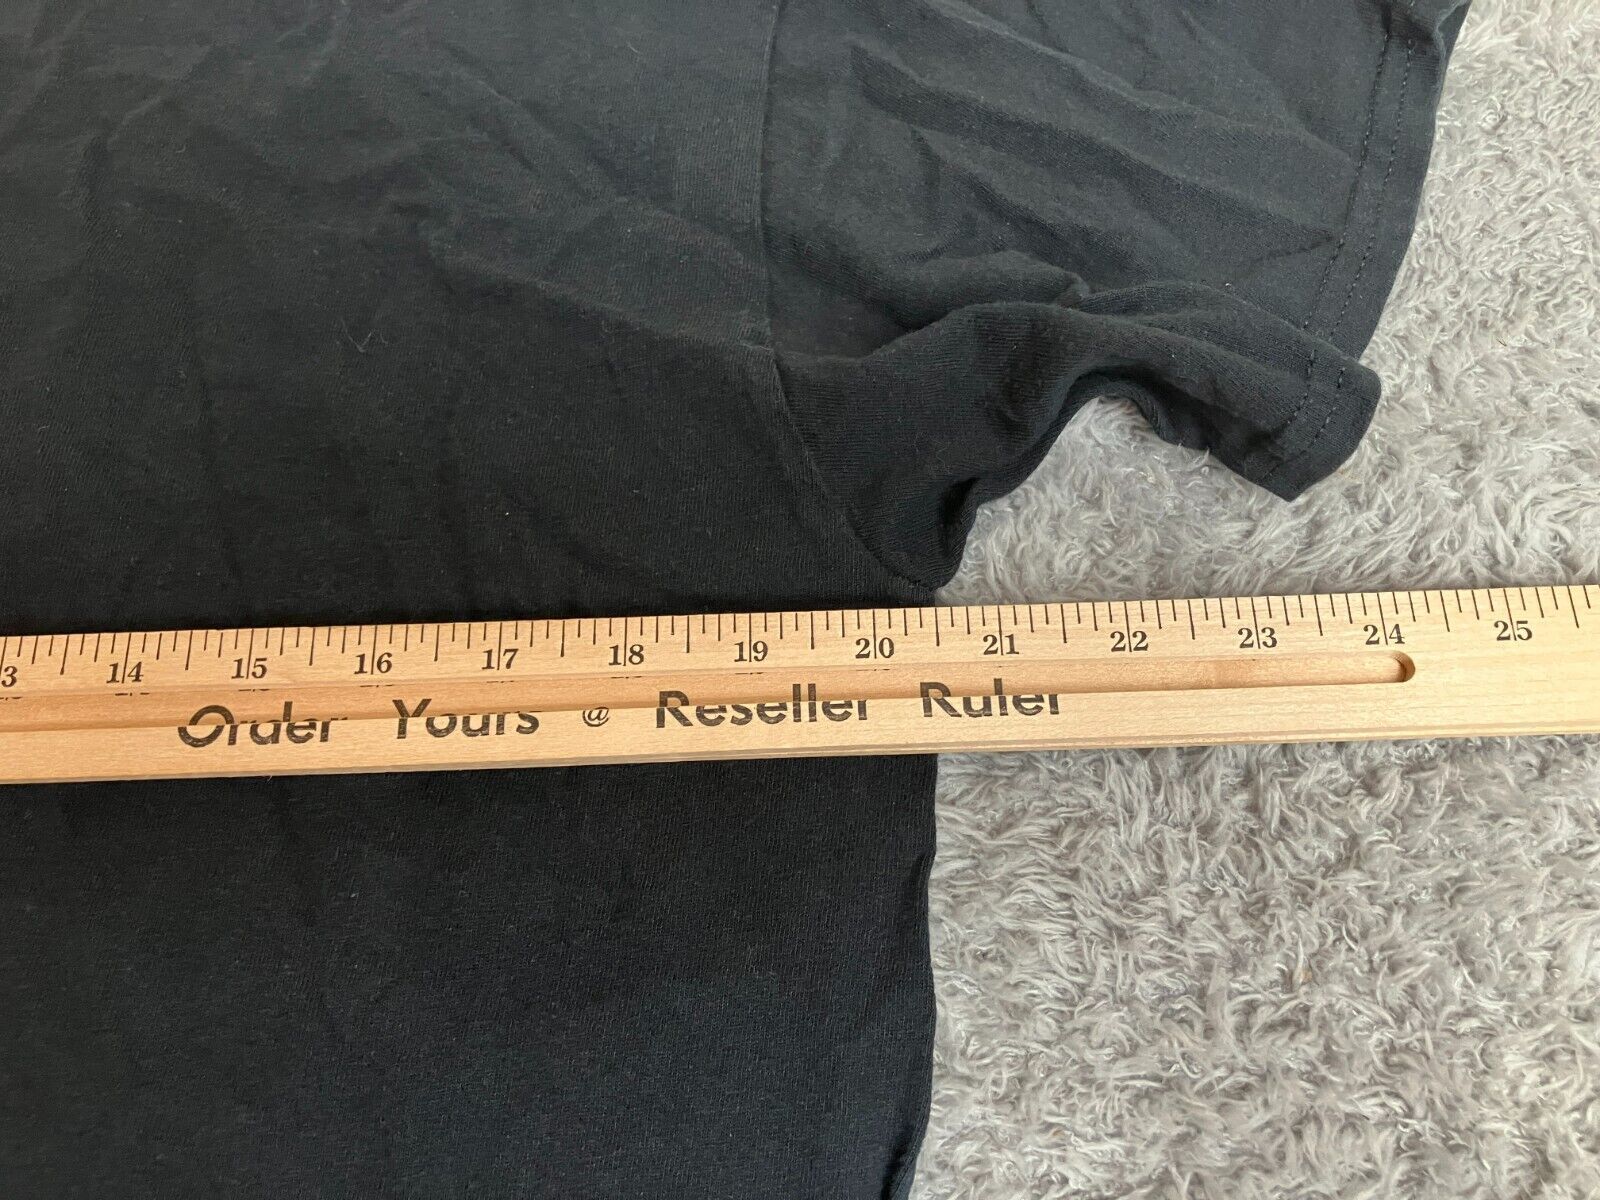 3 14 15 16 17 18 19 20 21 22 23 24 25
Order Yours @ Reseller Ruler